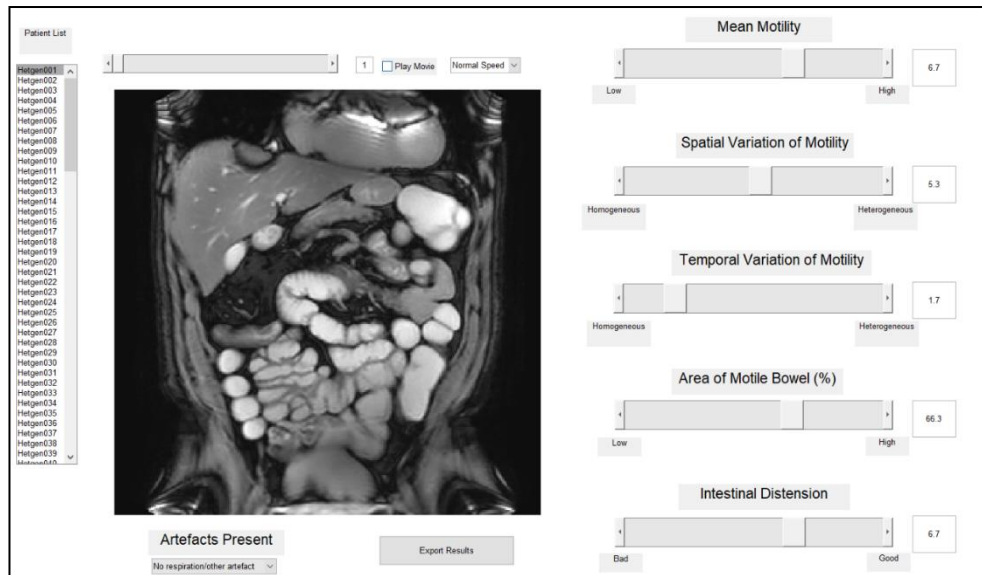 Patient List
Hetgen001
Hetgen002
Hetgen003
Hetgen004
Hetgen005
Hetgen006
Hetgen007
Hetgen008
Hetgen009
Hetgen010
Hetgen011
Hetgen012
Hetgen013
Hetgen014
Hetgen015
Hetgen016
Hetgen017
Hetgen018
Hetgen019
Hetgen020
Hetgen021
Hetgen022
Hetgen023
Hetgen024
Hetgen025
Hetgen026
Hetgen027
Hetgen028
Hetgen029
Hetgen030
Hetgen031
Hetgen032
Hetgen033
Hetgen034
Hetgen035
Hetgen036
Hetgen037
Hetgen038
Hetgen039
1 Play Movie Normal Speed
Artefacts Present
No respiration/other artefact
Export Results
Mean Motility
6.7
Low High
Spatial Variation of Motility
5.3
Homogeneous Heterogeneous
Temporal Variation of Motility
1.7
Homogeneous Heterogeneous
Area of Motile Bowel (%)
66.3
Low High
Intestinal Distension
6.7
Bad Good